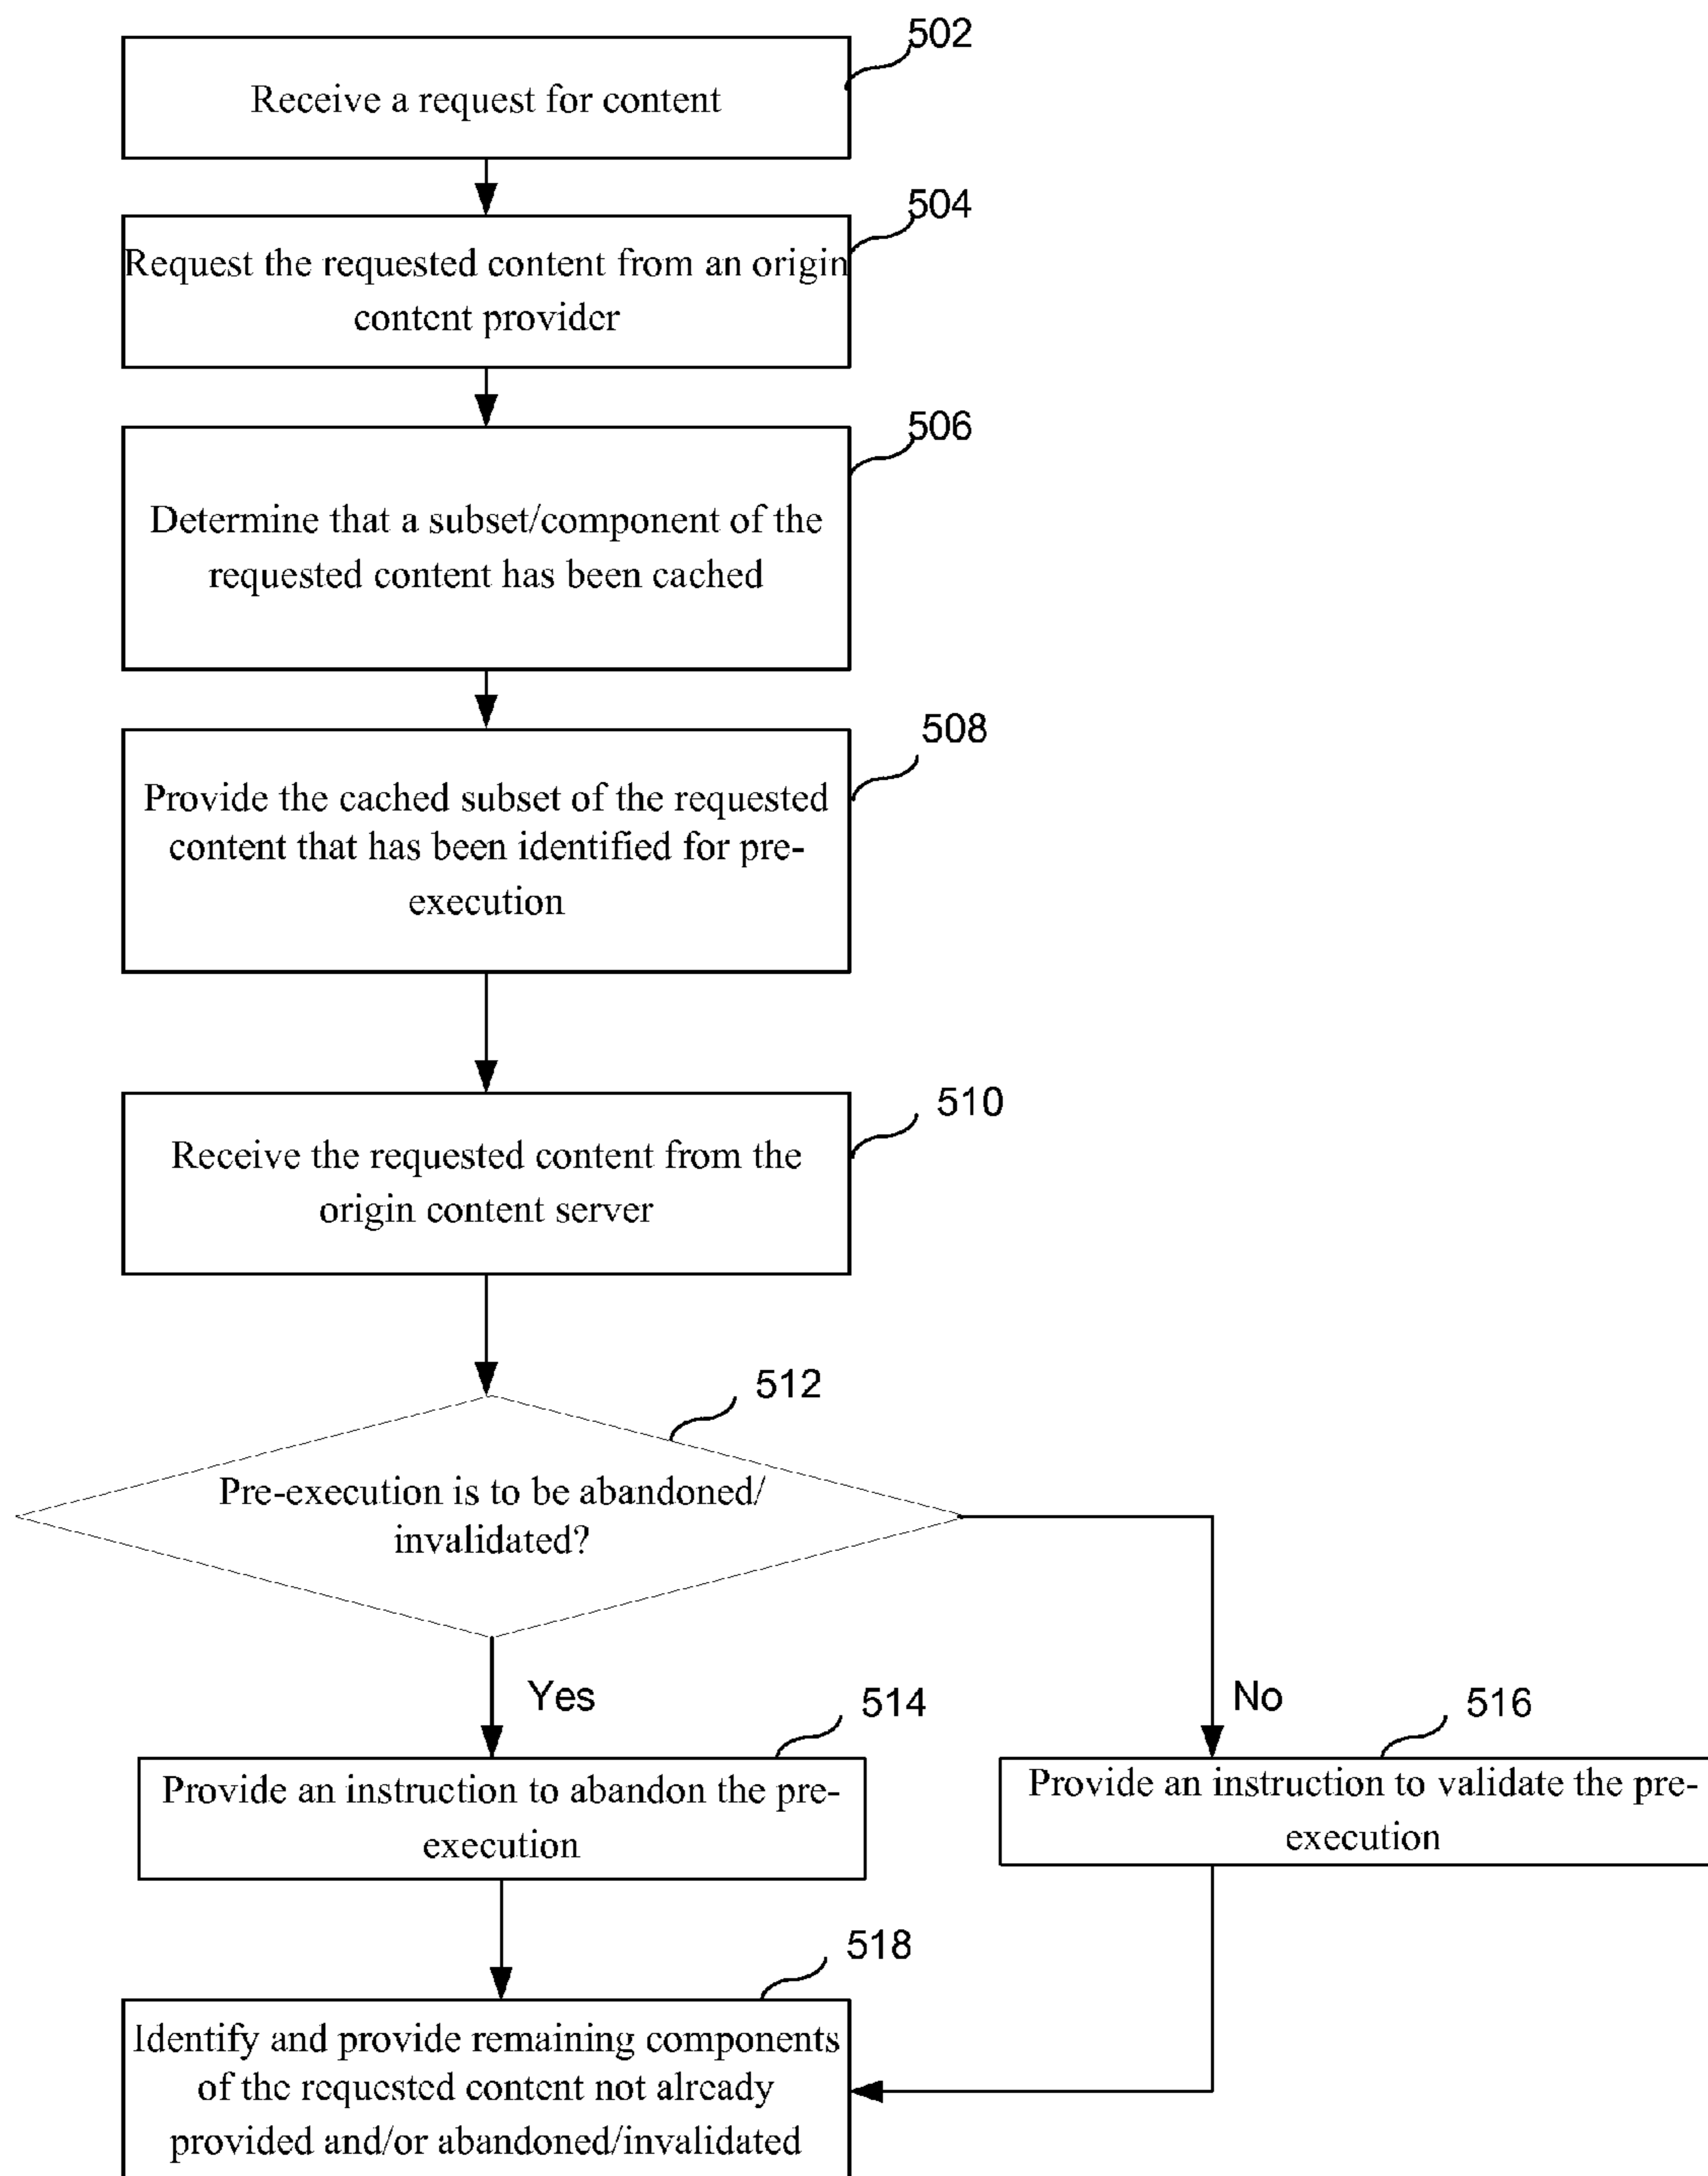 502
Receive a request for content
504
Request the requested content from an origin
content provider
506
Determine that a subset/component of the
requested content has been cached
508
Provide the cached subset of the requested
content that has been identified for pre-
execution
510
Receive the requested content from the
origin content server
512
Pre-execution is to be abandoned/
invalidated?
Yes
514
No
516
Provide an instruction to abandon the pre-
execution
Provide an instruction to validate the pre-
execution
518
Identify and provide remaining components
of the requested content not already
provided and/or abandoned/invalidated